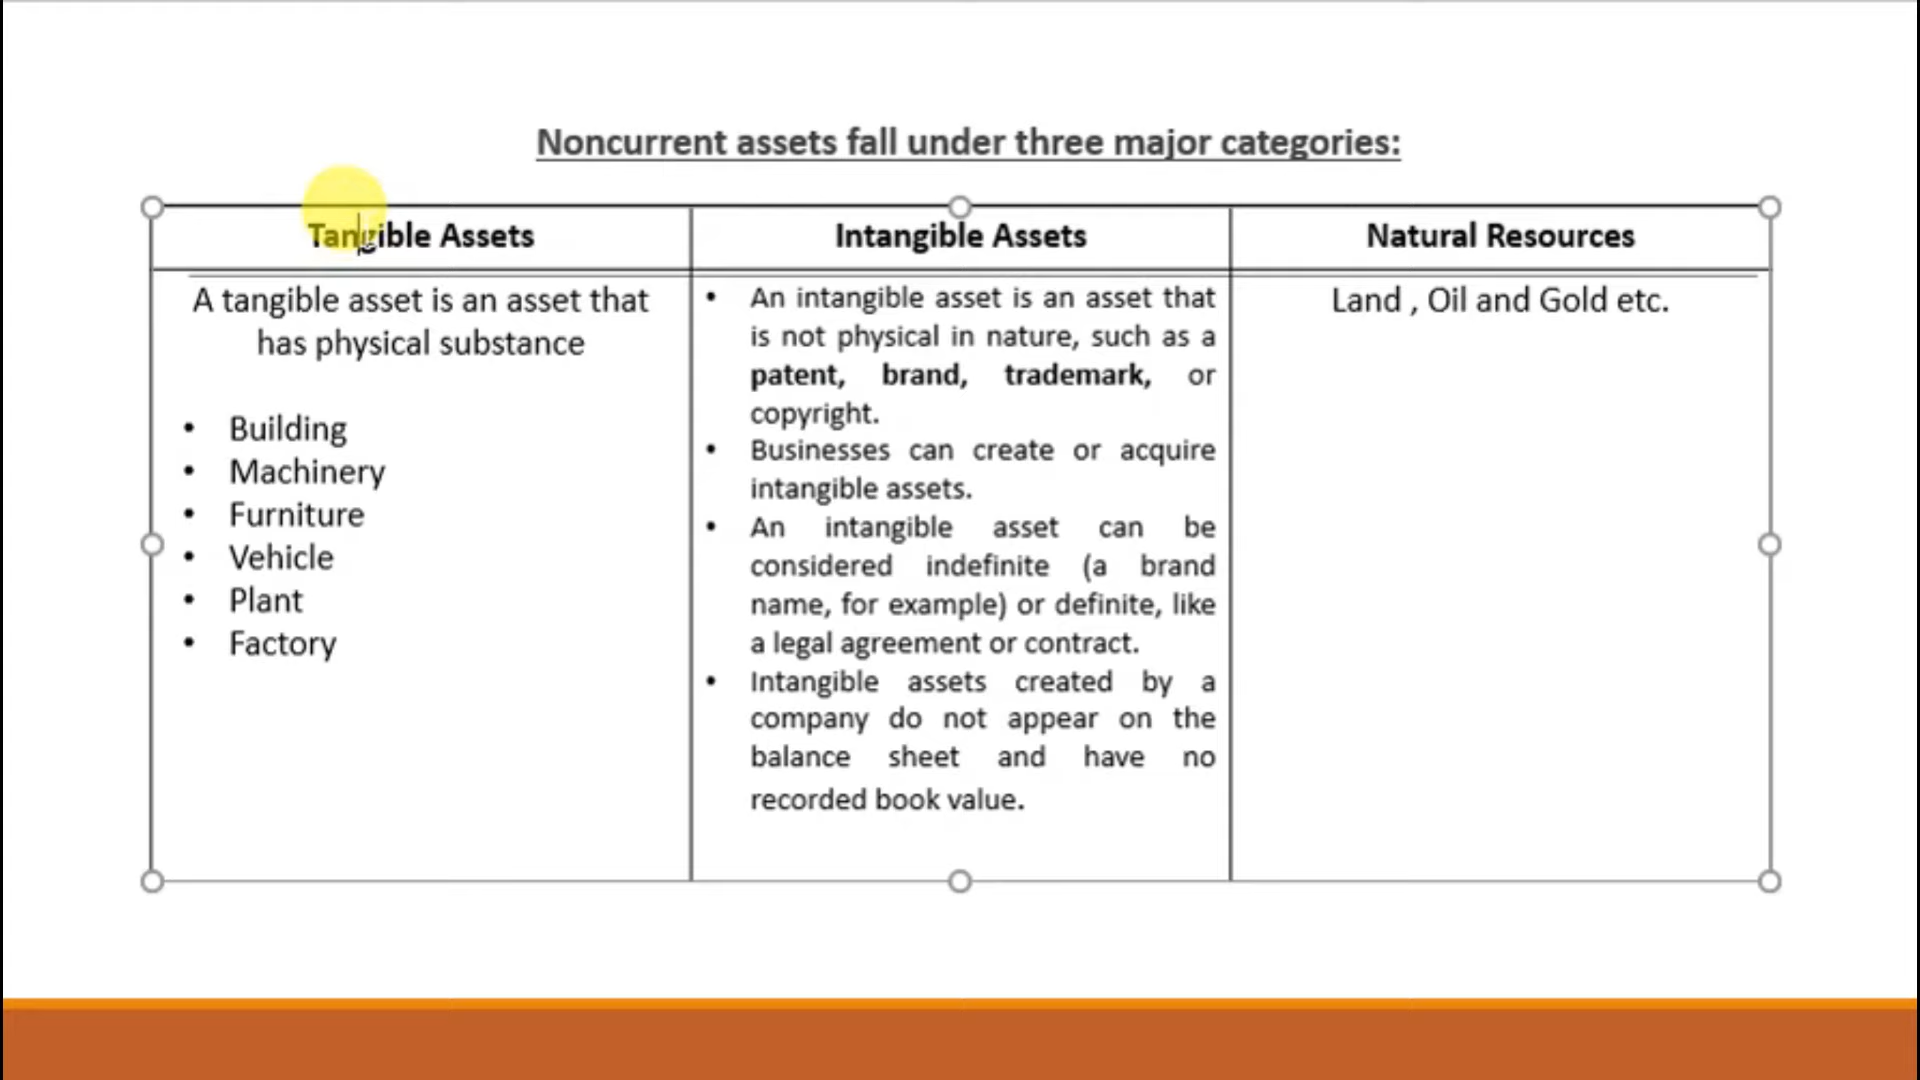 Noncurrent assets fall under three major categories:
Tangible Assets
A tangible asset is an asset that
has physical substance
• Building
• Machinery
• Furniture
• Vehicle
• Plant
• Factory
Intangible Assets
• An intangible asset is an asset that
is not physical in nature, such as a
patent, brand, trademark, or
copyright.
• Businesses can create or acquire
intangible assets.
• An intangible asset can be
considered indefinite (a brand
name, for example) or definite, like
a legal agreement or contract.
• Intangible assets created by a
company do not appear on the
balance sheet and have no
recorded book value.
Natural Resources
Land , Oil and Gold etc.